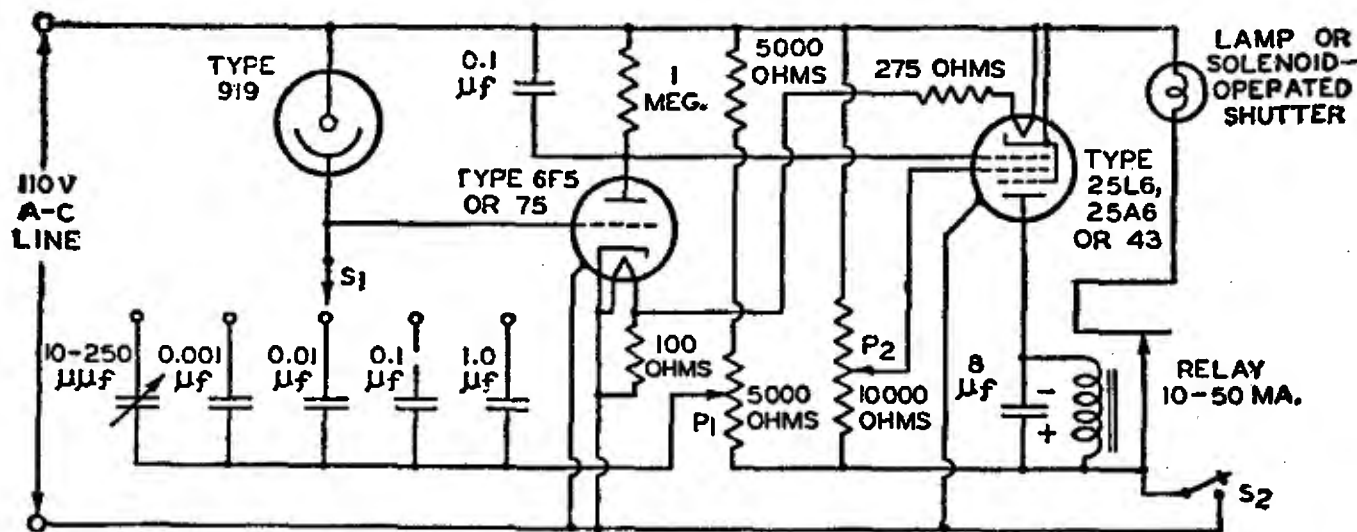 110 V
A-C
LINE
TYPE
919
S1
10-250
µµf
0.001
µf
0.01
µf
0.1
µf
1.0
µf
0.1
µf
1
MEG.
TYPE 6F5
OR 75
100
OHMS
5000
OHMS
P1
5000
OHMS
275 OHMS
P2
10000
OHMS
TYPE
25L6,
25A6
OR 43
8
µf
-
+
LAMP OR
SOLENOID-
OPERATED
SHUTTER
RELAY
10-50 MA.
S2